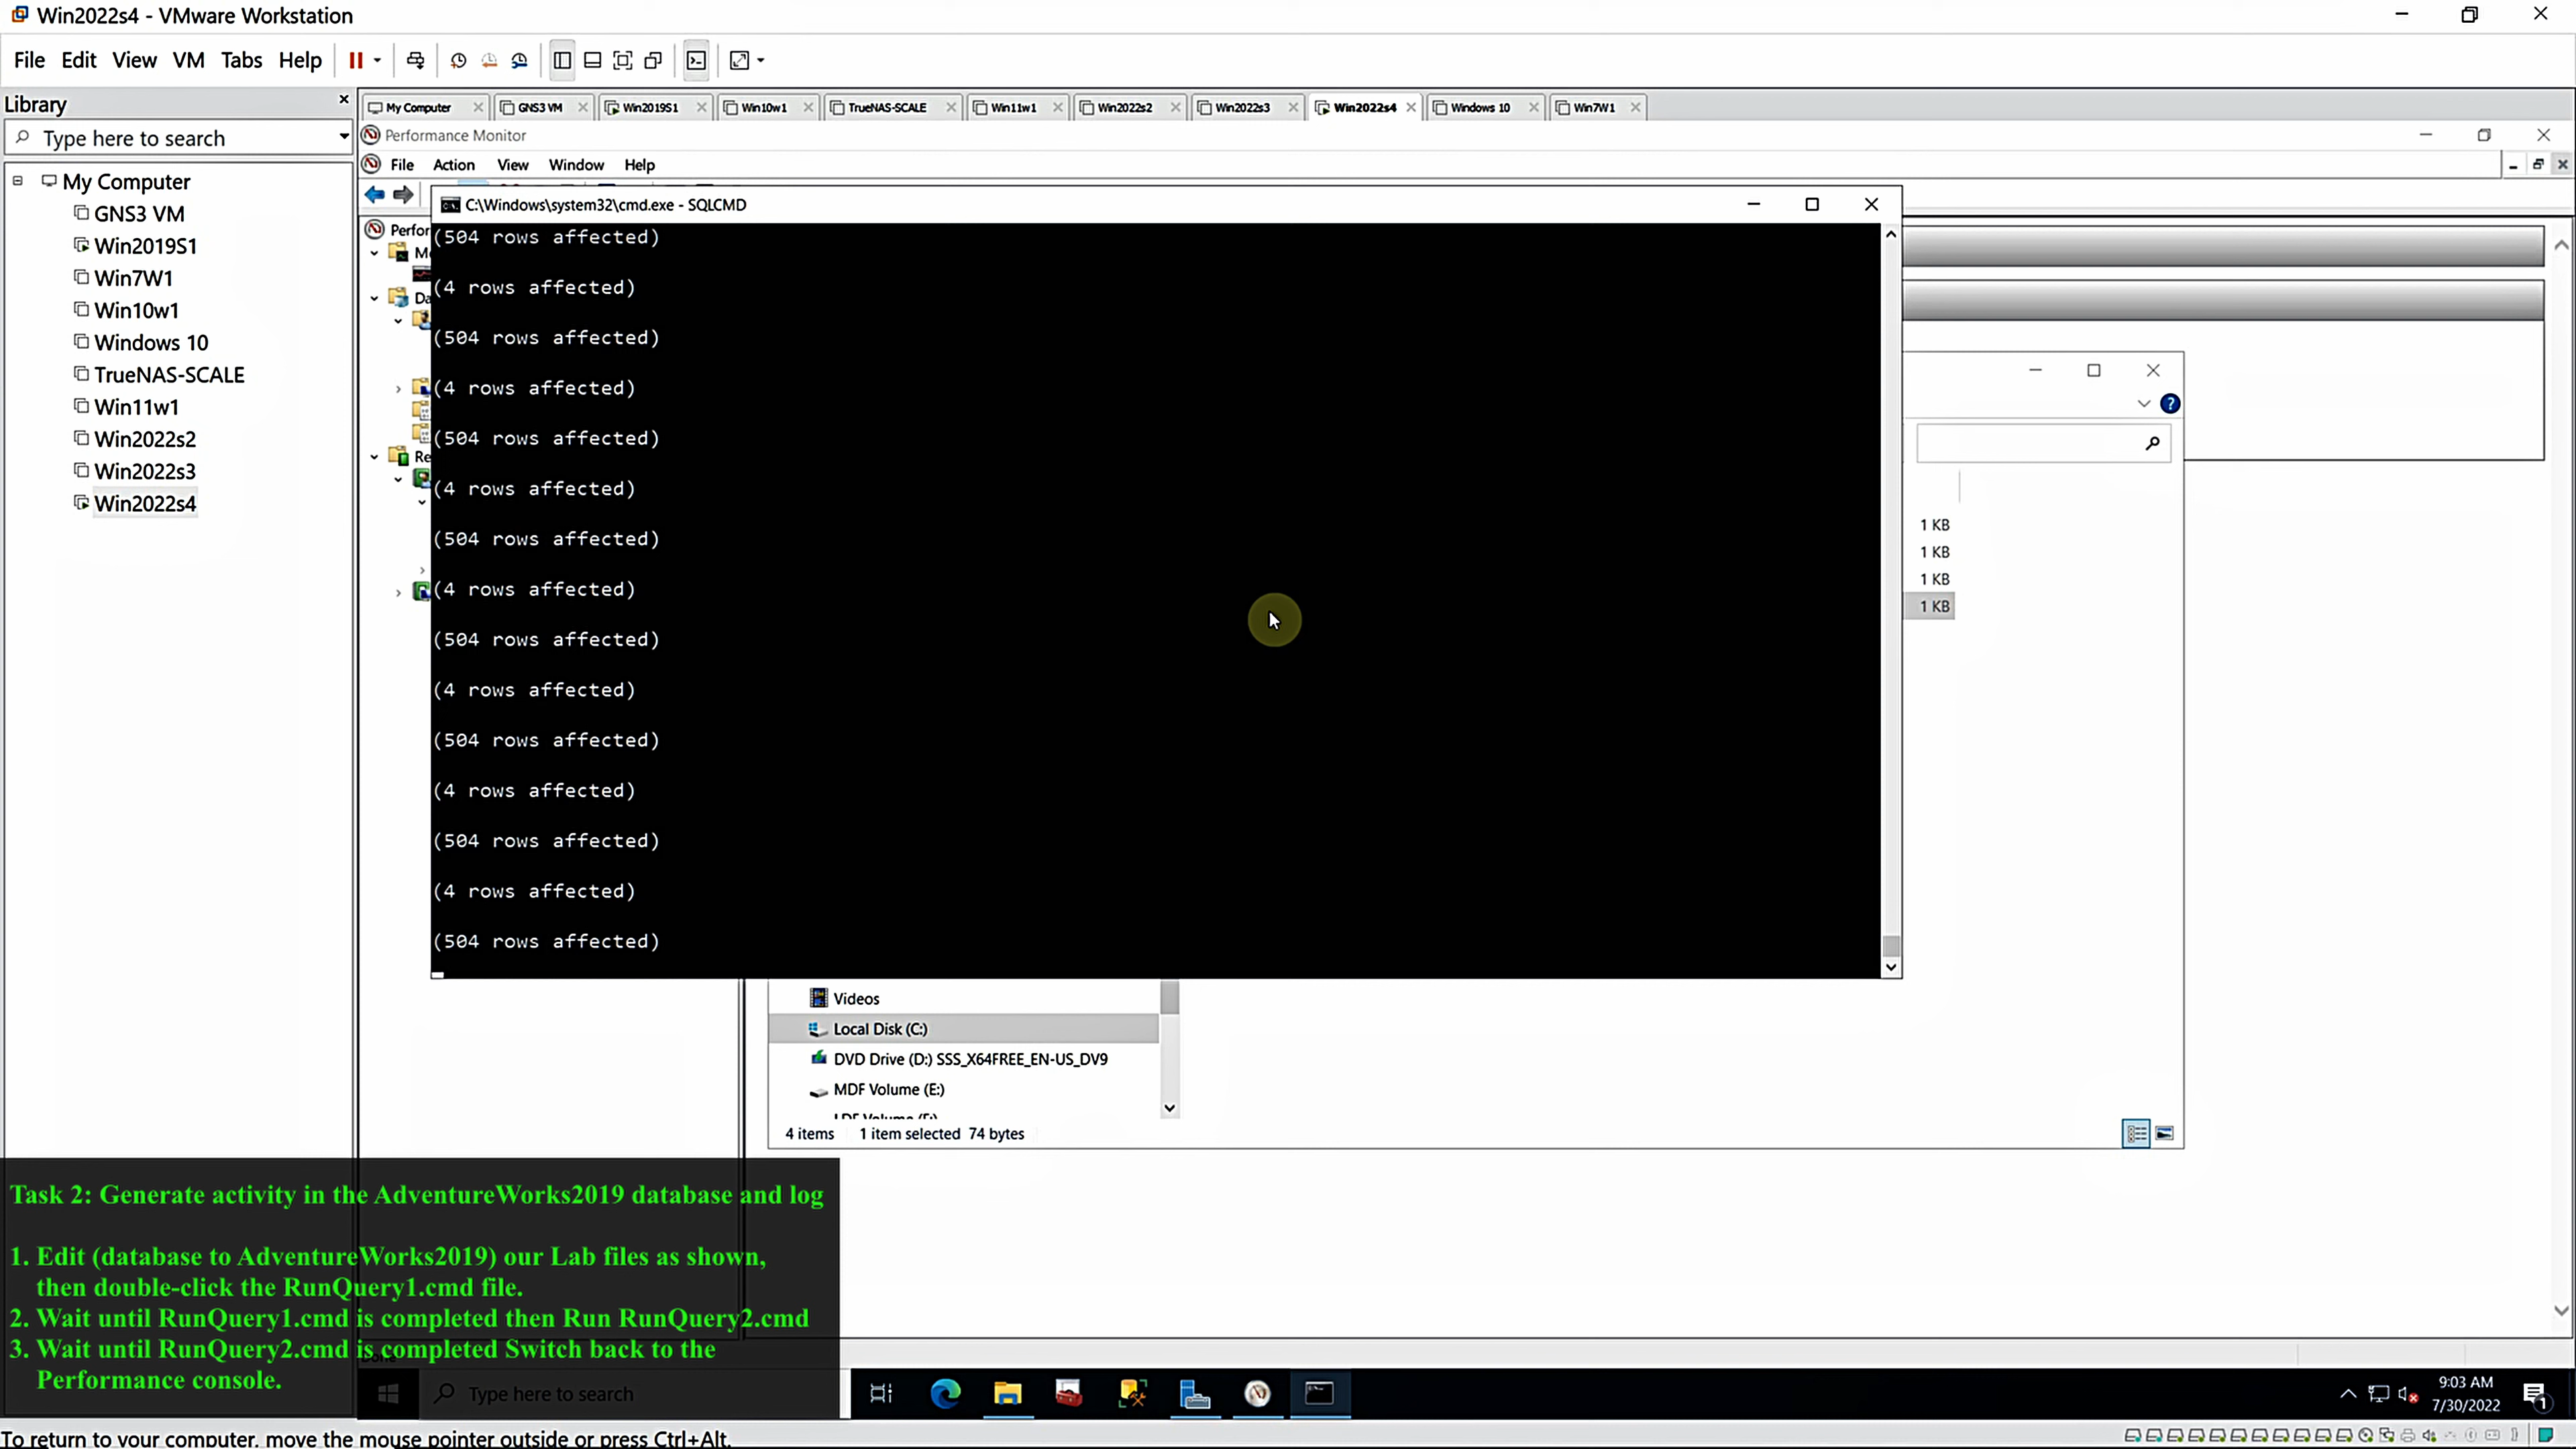 Win2022s4 - VMware Workstation
File Edit View VM Tabs Help
Library
Type here to search
My Computer
GNS3 VM
Win2019S1
Win7W1
Win10w1
Windows 10
TrueNAS-SCALE
Win11w1
Win2022s2
Win2022s3
Win2022s4
My Computer GNS3 VM Win2019S1 Win10w1 TrueNAS-SCALE Win11w1 Win2022s2 Win2022s3 Win2022s4 Windows 10 Win7W1
Performance Monitor
File Action View Window Help
C:\Windows\system32\cmd.exe - SQLCMD
Perfor
Da
Re
(504 rows affected)
(4 rows affected)
(504 rows affected)
(4 rows affected)
(504 rows affected)
(4 rows affected)
(504 rows affected)
(4 rows affected)
(504 rows affected)
(4 rows affected)
(504 rows affected)
(4 rows affected)
(504 rows affected)
(4 rows affected)
(504 rows affected)
1 KB
1 KB
1 KB
1 KB
Videos
Local Disk (C:)
DVD Drive (D:) SSS_X64FREE_EN-US_DV9
MDF Volume (E:)
LDF Volume (F:)
4 items 1 item selected 74 bytes
Task 2: Generate activity in the AdventureWorks2019 database and log
1. Edit (database to AdventureWorks2019) our Lab files as shown,
then double-click the RunQuery1.cmd file.
2. Wait until RunQuery1.cmd is completed then Run RunQuery2.cmd
3. Wait until RunQuery2.cmd is completed Switch back to the
Performance console.
Type here to search
9:03 AM
7/30/2022
1
To return to your computer, move the mouse pointer outside or press Ctrl+Alt.